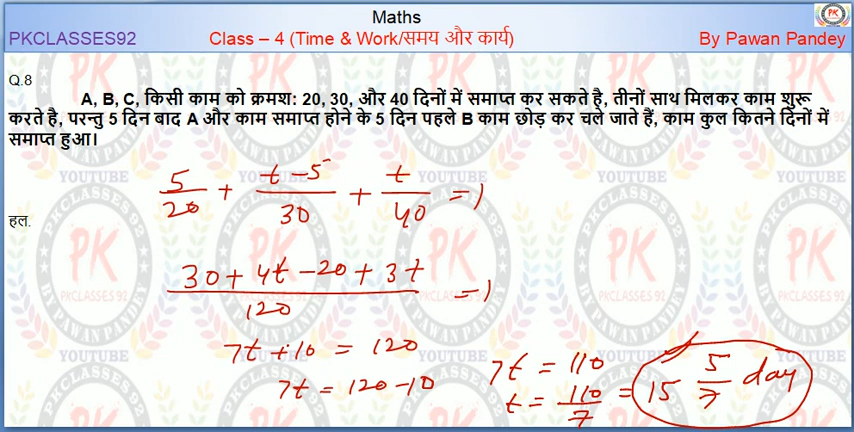 Maths
PKCLASSES92 Class – 4 (Time & Work/समय और कार्य) By Pawan Pandey
Q.8
A, B, C, किसी काम को क्रमश: 20, 30, और 40 दिनों में समाप्त कर सकते है, तीनों साथ मिलकर काम शुरू
करते है, परन्तु 5 दिन बाद A और काम समाप्त होने के 5 दिन पहले B काम छोड़ कर चले जाते हैं, काम कुल कितने दिनों में
समाप्त हुआ।
5/20 + t-5/30 + t/40 = 1
हल.
30 + 4t - 20 + 3t / 120 = 1
7t + 10 = 120
7t = 120 - 10
7t = 110
t = 110/7 = 15 5/7 day